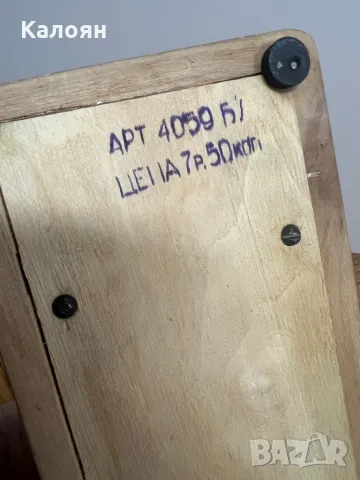 Калоян
АРТ 4059 Б/
ЦЕНА 7р.50коп
BAZAR